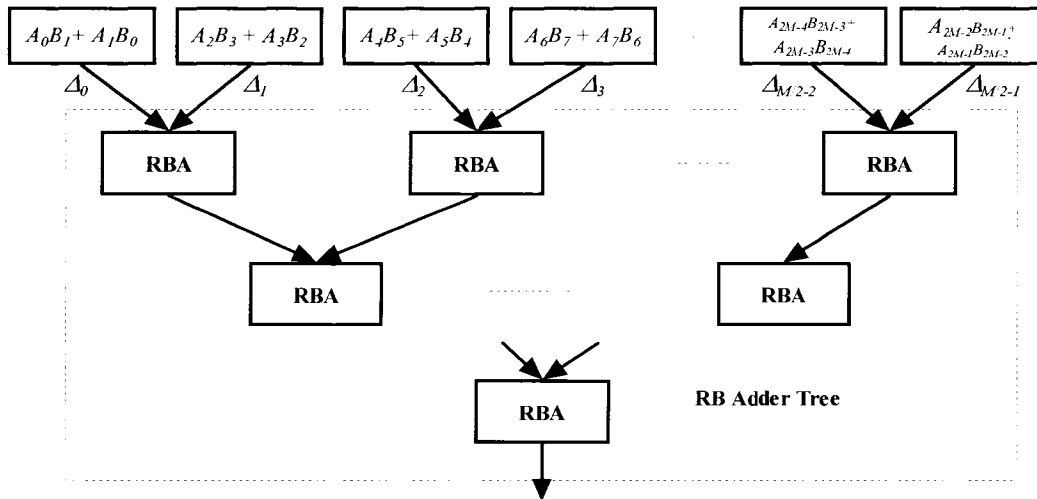 A₀B₁ + A₁B₀
A₂B₃ + A₃B₂
A₄B₅ + A₅B₄
A₆B₇ + A₇B₆
A₂M-₄B₂M-₃+
A₂M-₃B₂M-₄
A₂M-₂B₂M-₁+
A₂M-₁B₂M-₂
Δ₀
Δ₁
Δ₂
Δ₃
ΔM/2-2
ΔM/2-1
RBA
RBA
RBA
RBA
RBA
RBA
RB Adder Tree